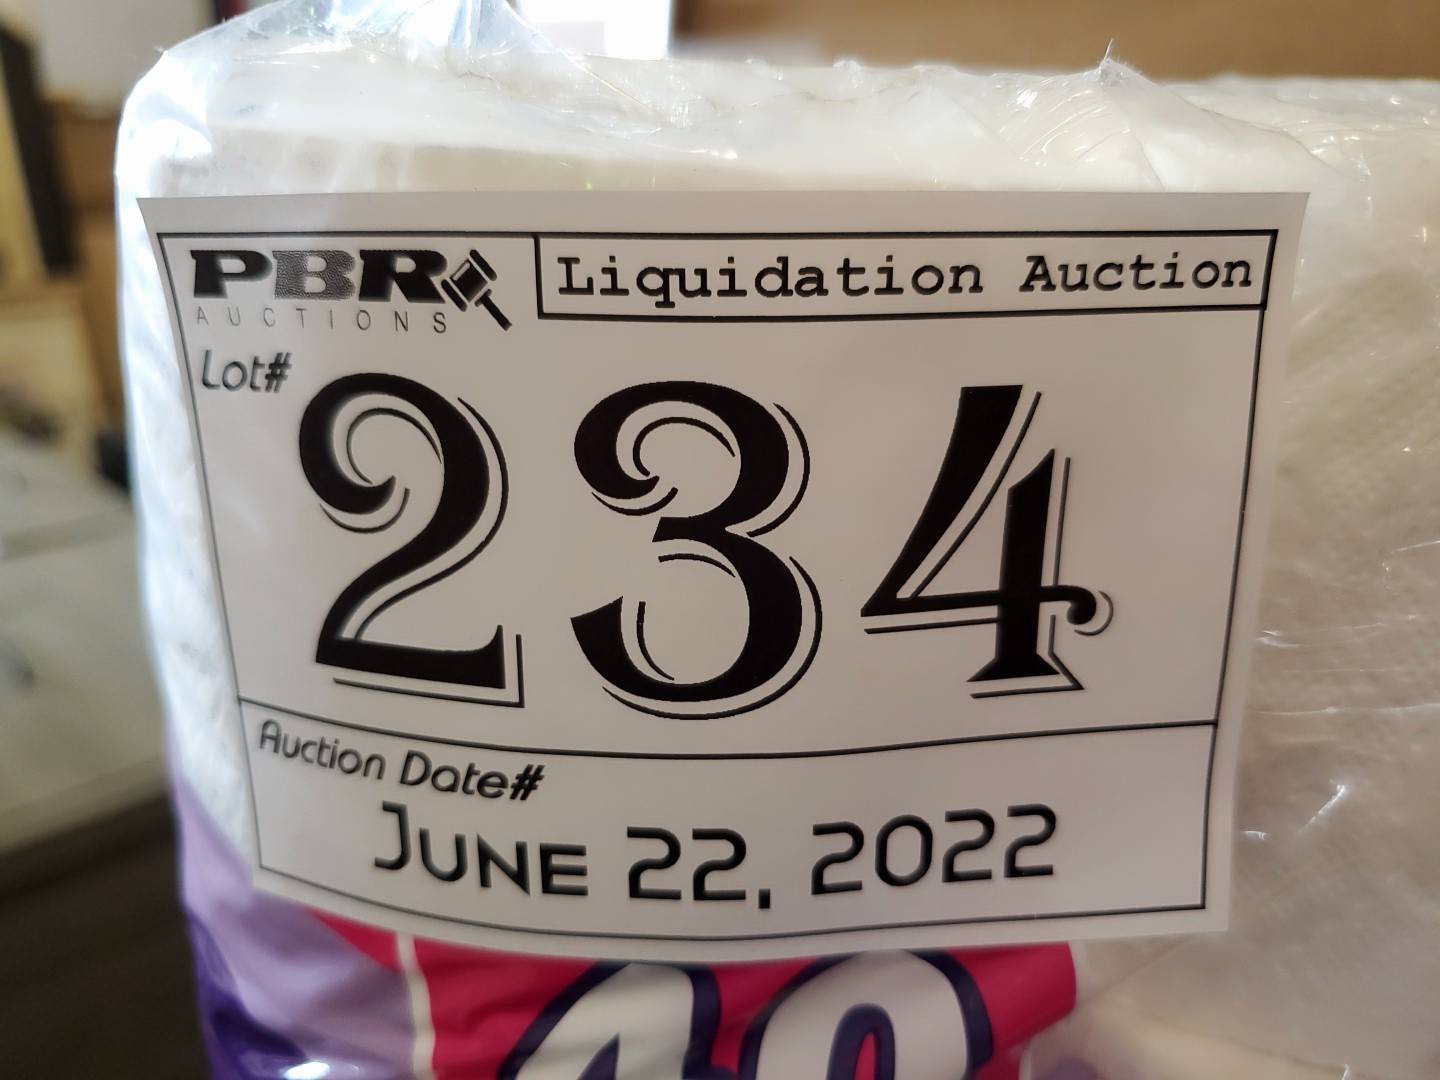 PBR
AUCTIONS
Liquidation Auction
Lot#
234
Auction Date#
June 22, 2022